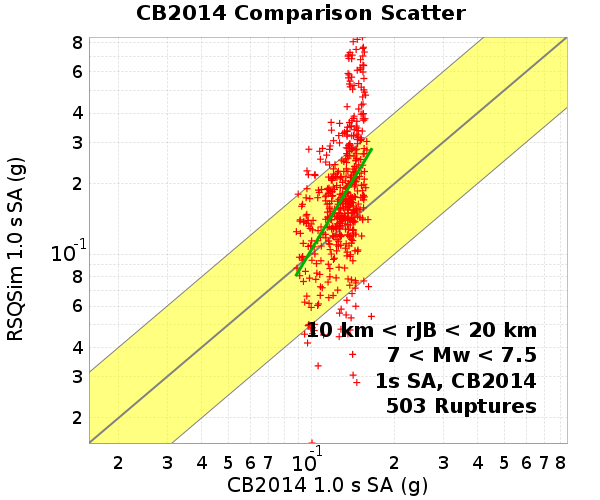 CB2014 Comparison Scatter
RSQSim 1.0 s SA (g)
8
6
4
3
2
10-1
8
6
4
3
2
10 km < rJB < 20 km
7 < Mw < 7.5
1s SA, CB2014
503 Ruptures
2 3 4 5 6 7 10-1 2 3 4 5 6 7 8
CB2014 1.0 s SA (g)